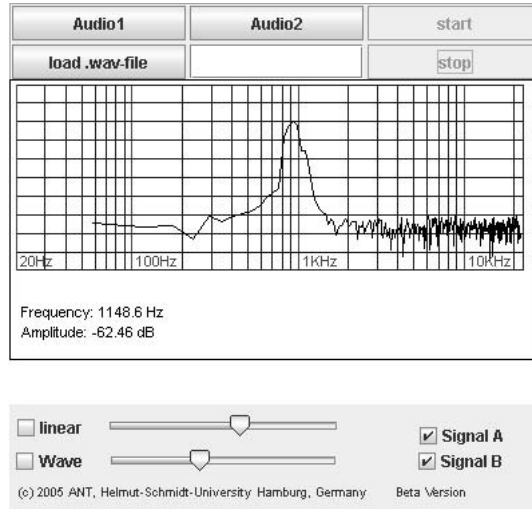 Audio1 Audio2 start
load .wav-file stop
20Hz 100Hz 1KHz 10KHz
Frequency: 1148.6 Hz
Amplitude: -62.46 dB
linear
Signal A
Wave
Signal B
(c) 2005 ANT, Helmut-Schmidt-University Hamburg, Germany Beta Version